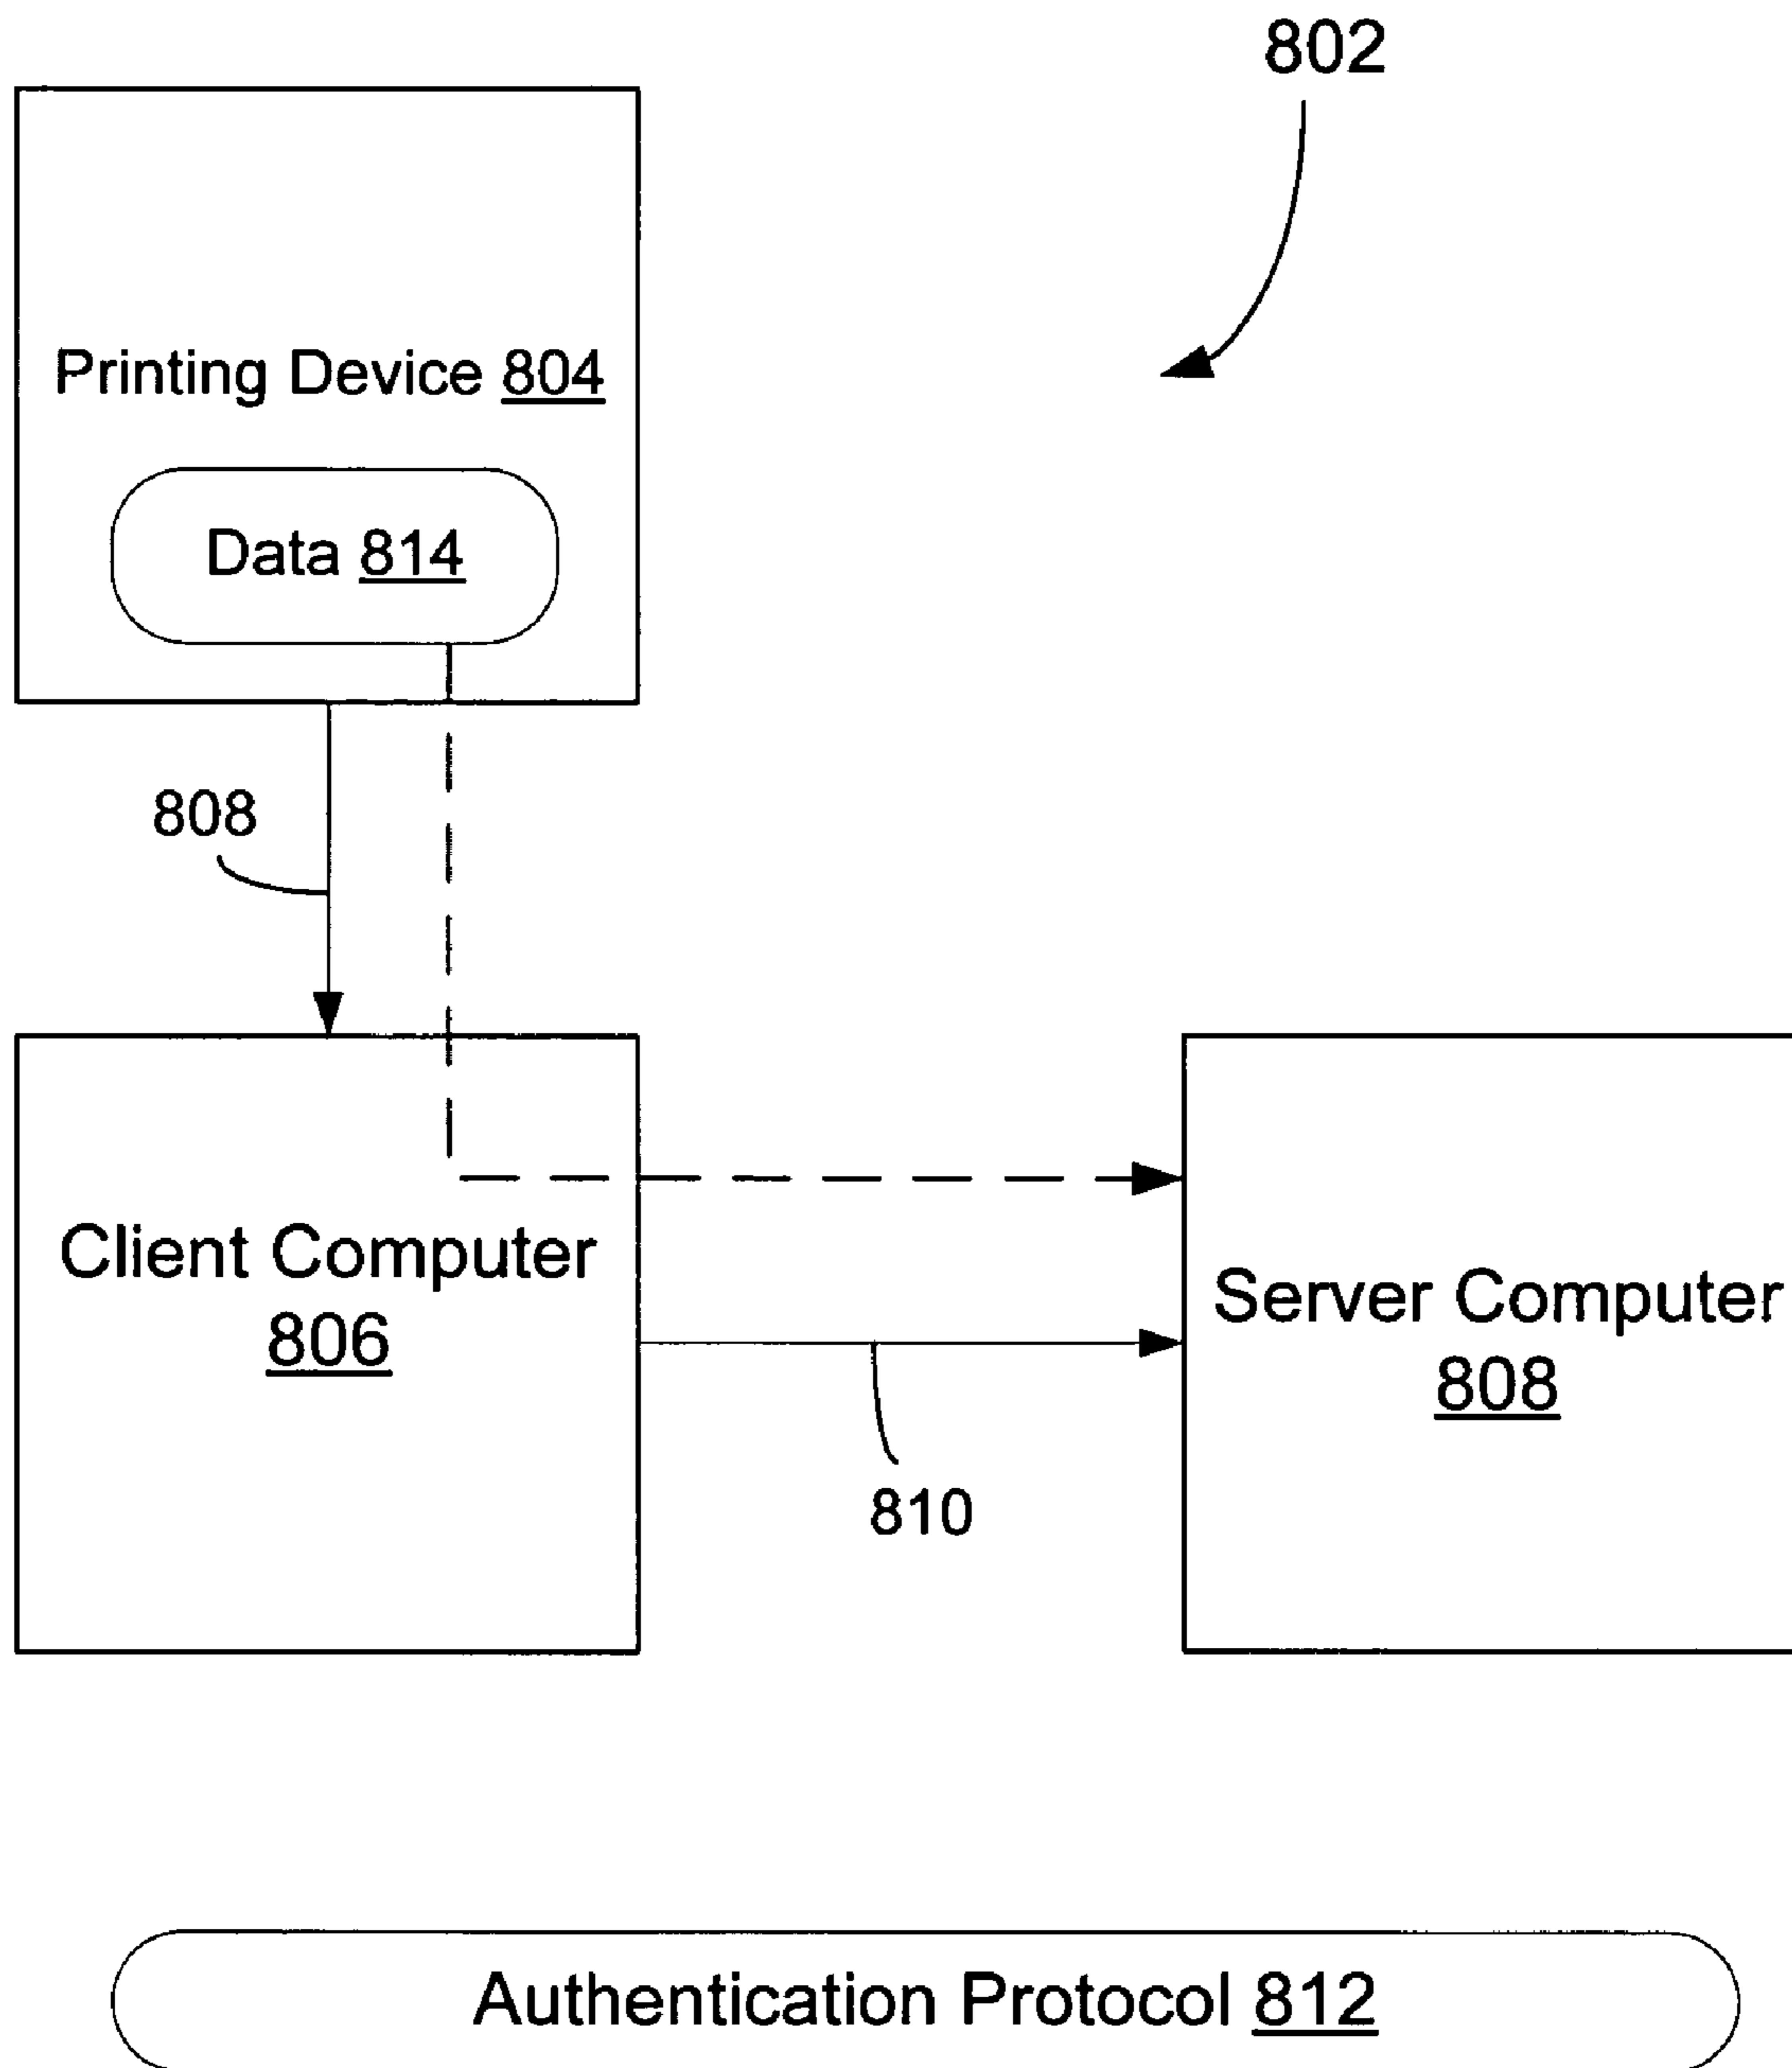 802
Printing Device 804
Data 814
808
Client Computer
806
Server Computer
808
810
Authentication Protocol 812